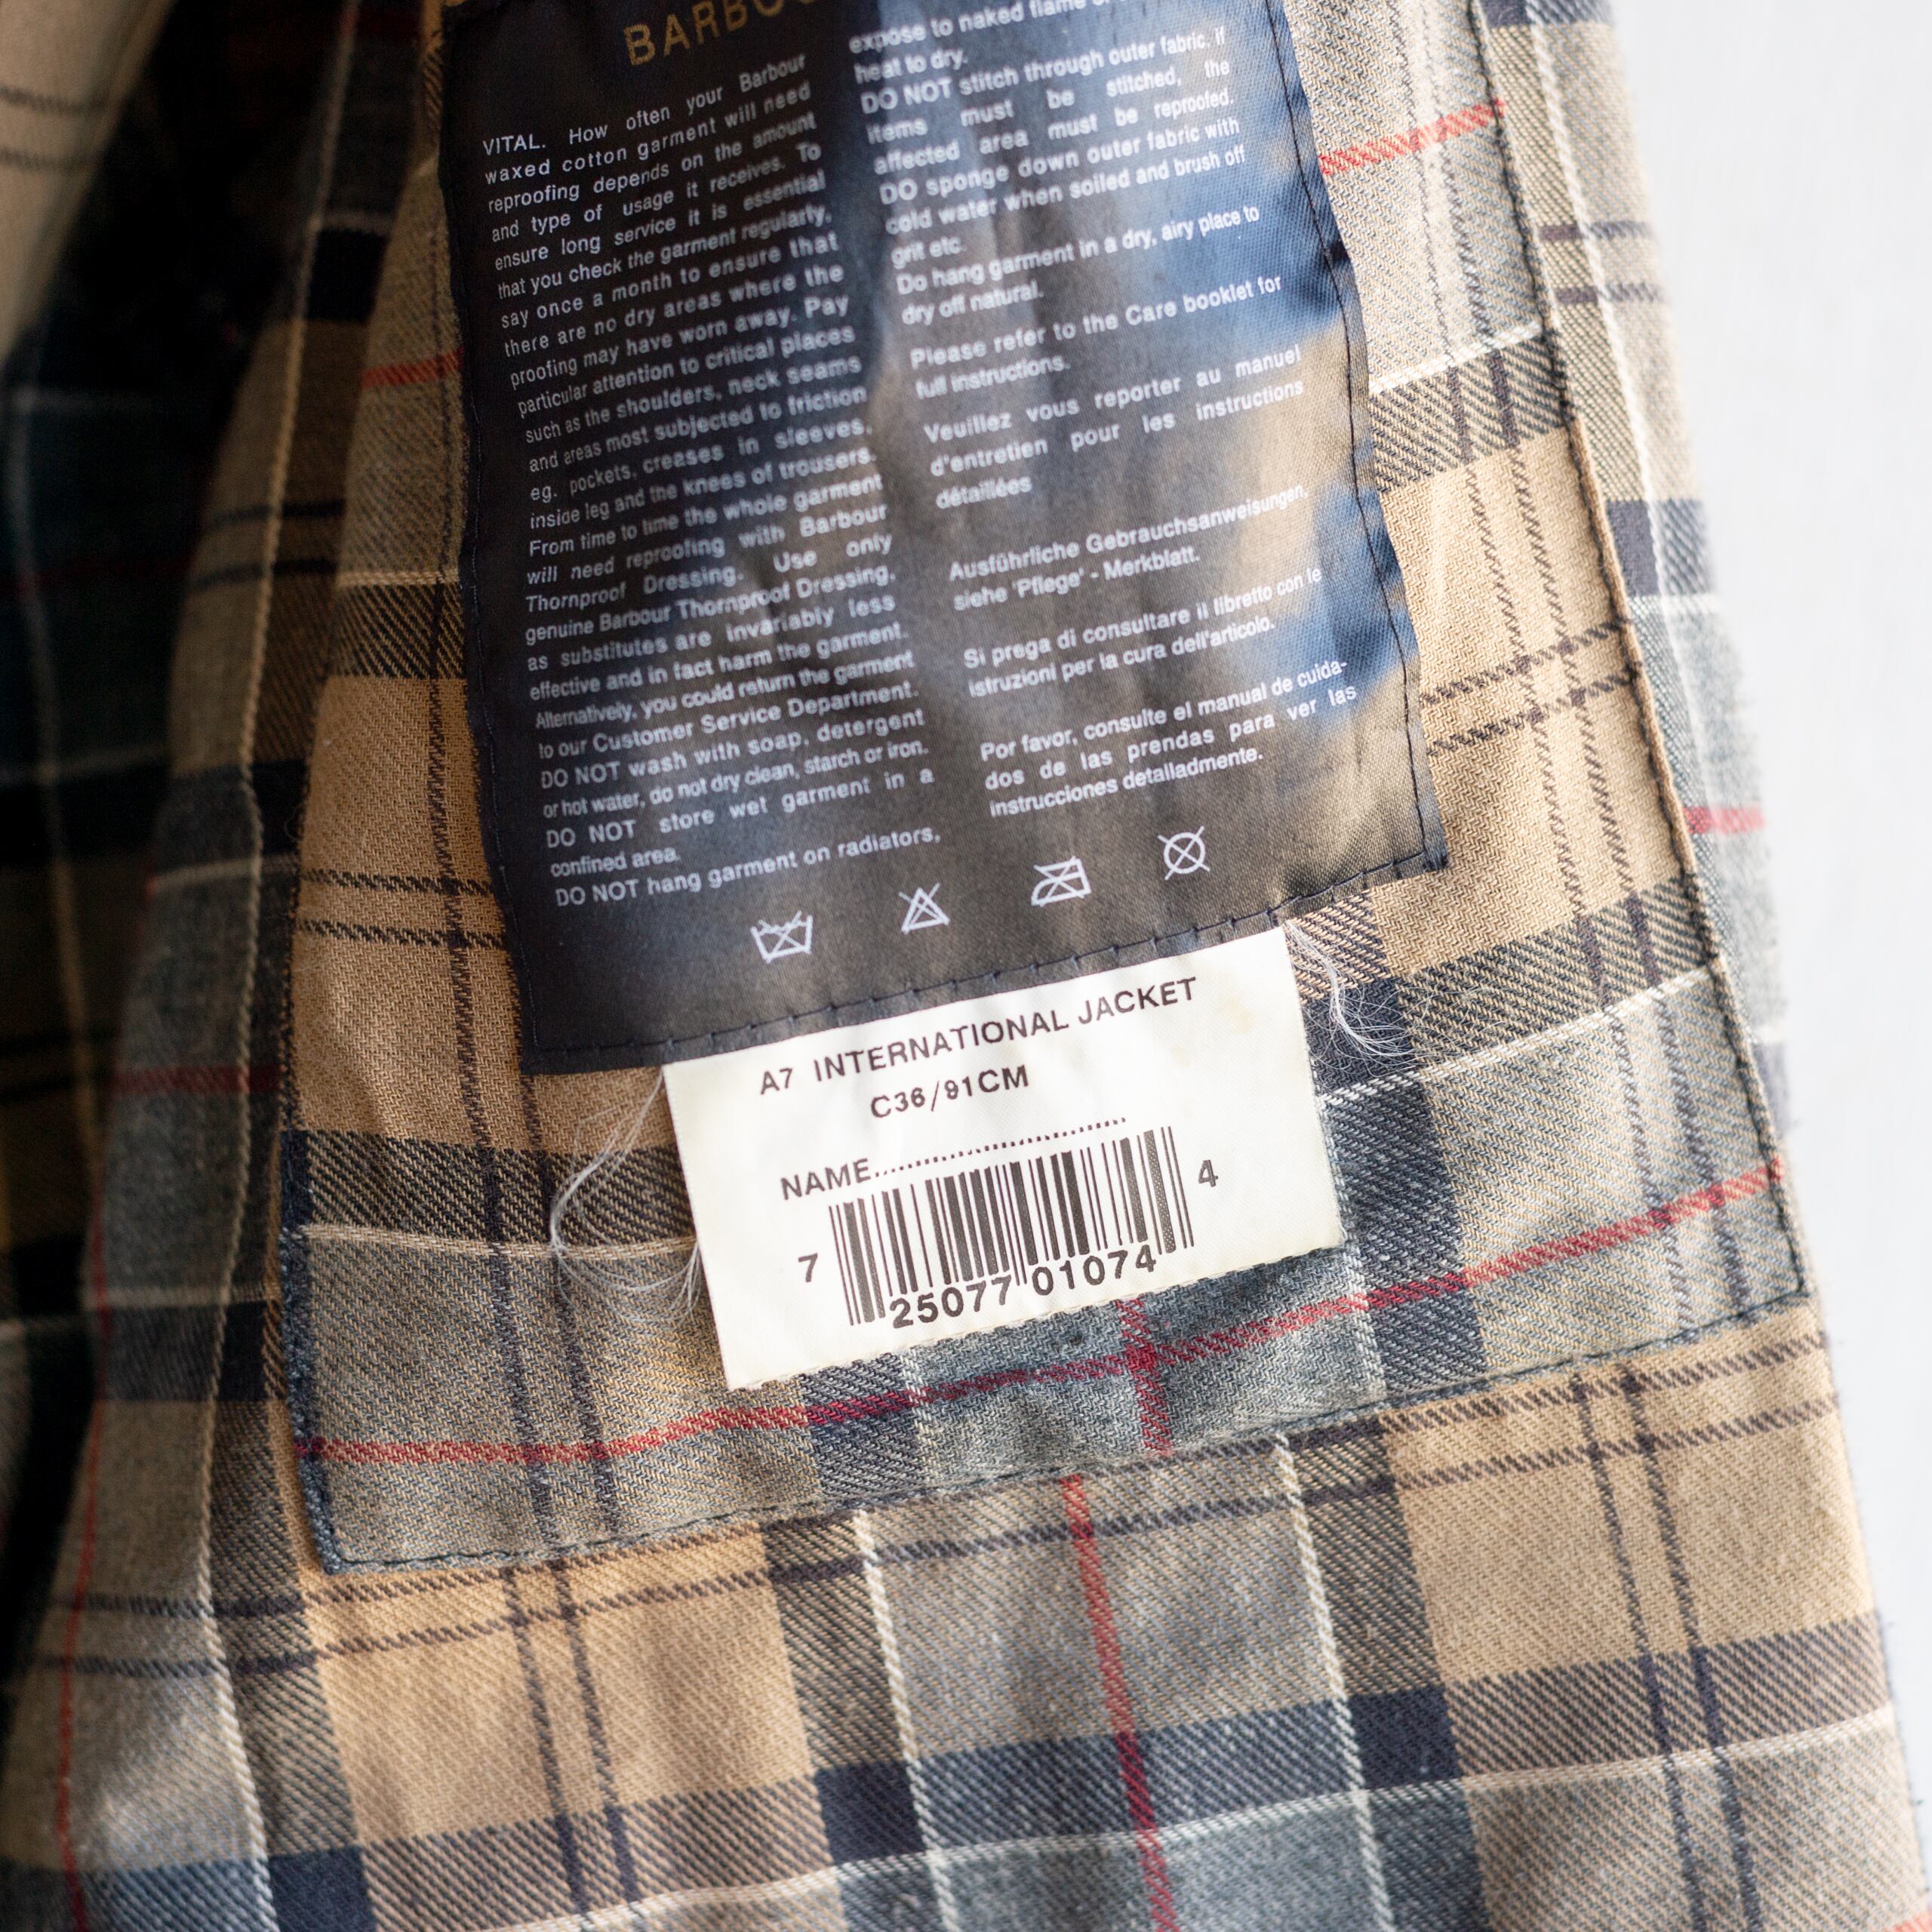 BARBOU
VITAL. How often your Barbour
waxed cotton garment will need
reproofing depends on the amount
and type of usage it receives. To
ensure long service it is essential
that you check the garment regularly,
say once a month to ensure that
there are no dry areas where the
proofing may have worn away. Pay
particular attention to critical places
such as the shoulders, neck seams
and areas most subjected to friction
eg. pockets, creases in sleeves,
inside leg and the knees of trousers.
From time to time the whole garment
will need reproofing with Barbour
Thornproof Dressing. Use only
genuine Barbour Thornproof Dressing,
as substitutes are invariably less
effective and in fact harm the garment.
Alternatively, you could return the garment
to our Customer Service Department.
DO NOT wash with soap, detergent
or hot water, do not dry clean, starch or iron.
DO NOT store wet garment in a
confined area.
DO NOT hang garment on radiators,
expose to naked flame
heat to dry.
DO NOT stitch through outer fabric. if
items must be stitched, the
affected area must be reproofed.
DO sponge down outer fabric with
cold water when soiled and brush off
grit etc.
Do hang garment in a dry, airy place to
dry off natural.
Please refer to the Care booklet for
full instructions.
Veuillez vous reporter au manuel
d'entretien pour les instructions
détaillées
Ausführliche Gebrauchsanweisungen,
siehe 'Pflege' - Merkblatt.
Si prega di consultare il libretto con le
istruzioni per la cura dell'articolo.
Por favor, consulte el manual de cuida-
dos de las prendas para ver las
instrucciones detalladmente.
A7 INTERNATIONAL JACKET
C36/91CM
NAME..............................
7 25077 01074 4